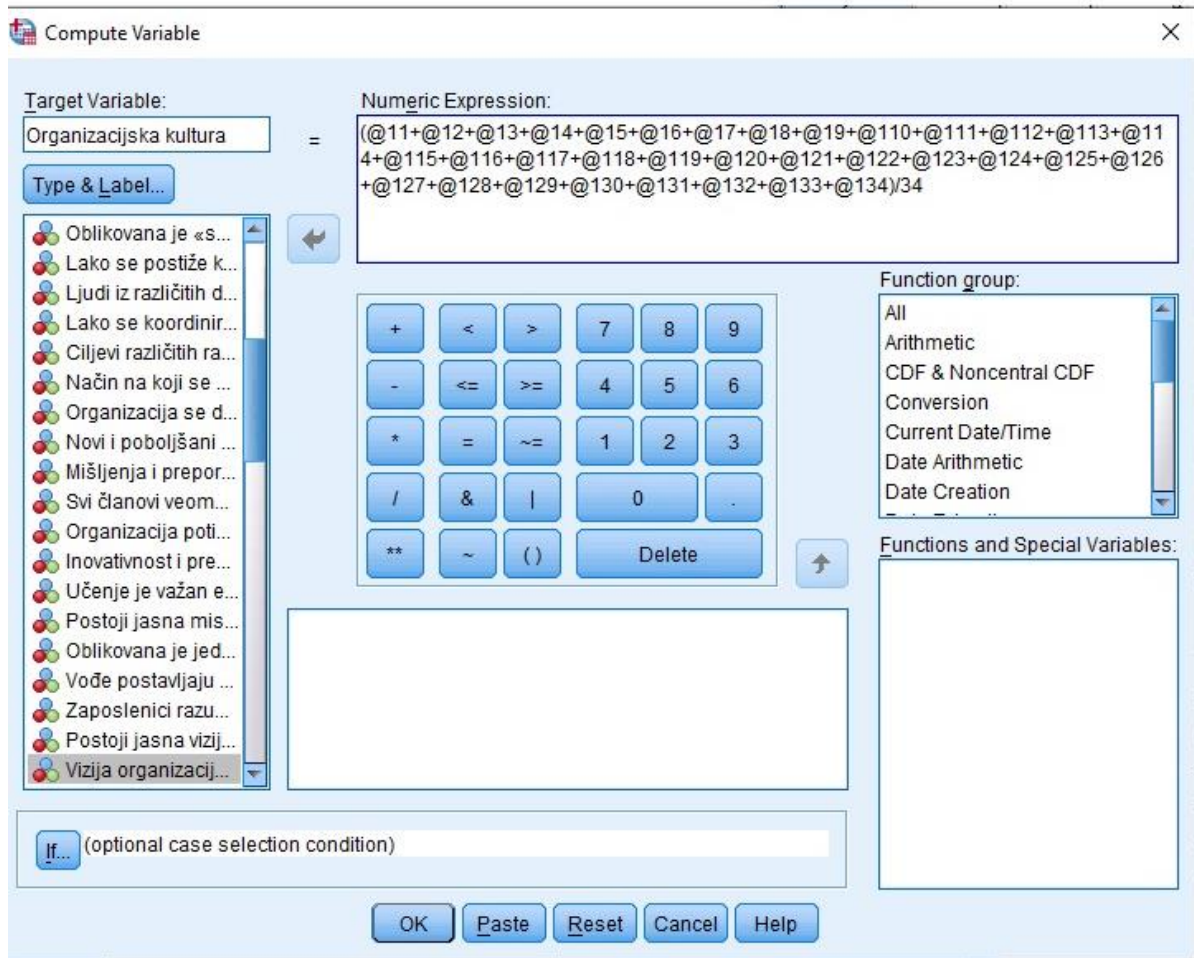 Compute Variable
Target Variable:
Organizacijska kultura
=
Type & Label...
Numeric Expression:
(@11+@12+@13+@14+@15+@16+@17+@18+@19+@110+@111+@112+@113+@11
4+@115+@116+@117+@118+@119+@120+@121+@122+@123+@124+@125+@126
+@127+@128+@129+@130+@131+@132+@133+@134)/34
Oblikovana je «s...
Lako se postiže k...
Ljudi iz različitih d...
Lako se koordinir...
Ciljevi različitih ra...
Način na koji se ...
Organizacija se d...
Novi i poboljšani ...
Mišljenja i prepor...
Svi članovi veom...
Organizacija poti...
Inovativnost i pre...
Učenje je važan e...
Postoji jasna mis...
Oblikovana je jed...
Vođe postavljaju ...
Zaposlenici razu...
Postoji jasna vizij...
Vizija organizacij...
+ < > 7 8 9
- <= >= 4 5 6
* = ~= 1 2 3
/ & | 0 .
** ~ ( ) Delete
Function group:
All
Arithmetic
CDF & Noncentral CDF
Conversion
Current Date/Time
Date Arithmetic
Date Creation
Functions and Special Variables:
If... (optional case selection condition)
OK Paste Reset Cancel Help